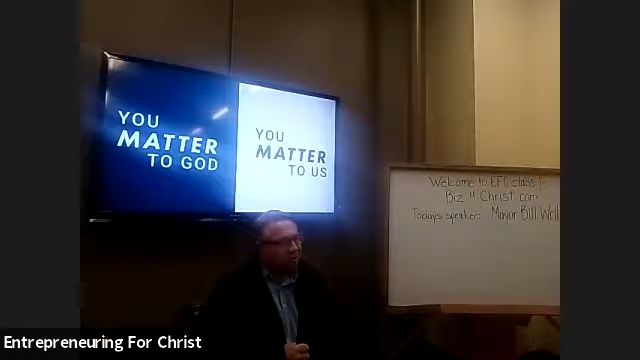 YOU
MATTER
TO GOD
YOU
MATTER
TO US
Welcome to EFC class!
Biz 4 Christ.com
Todays speaker: Mayor Bill Well
Entrepreneuring For Christ